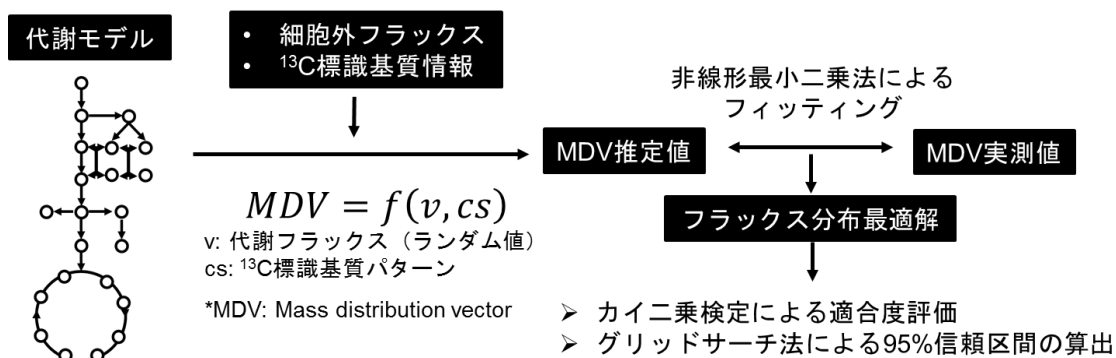 代謝モデル
• 細胞外フラックス
• ¹³C標識基質情報
非線形最小二乗法による
フィッティング
MDV推定値
MDV実測値
MDV = f(v, cs)
v: 代謝フラックス（ランダム値）
cs: ¹³C標識基質パターン
*MDV: Mass distribution vector
フラックス分布最適解
➢ カイ二乗検定による適合度評価
➢ グリッドサーチ法による95%信頼区間の算出